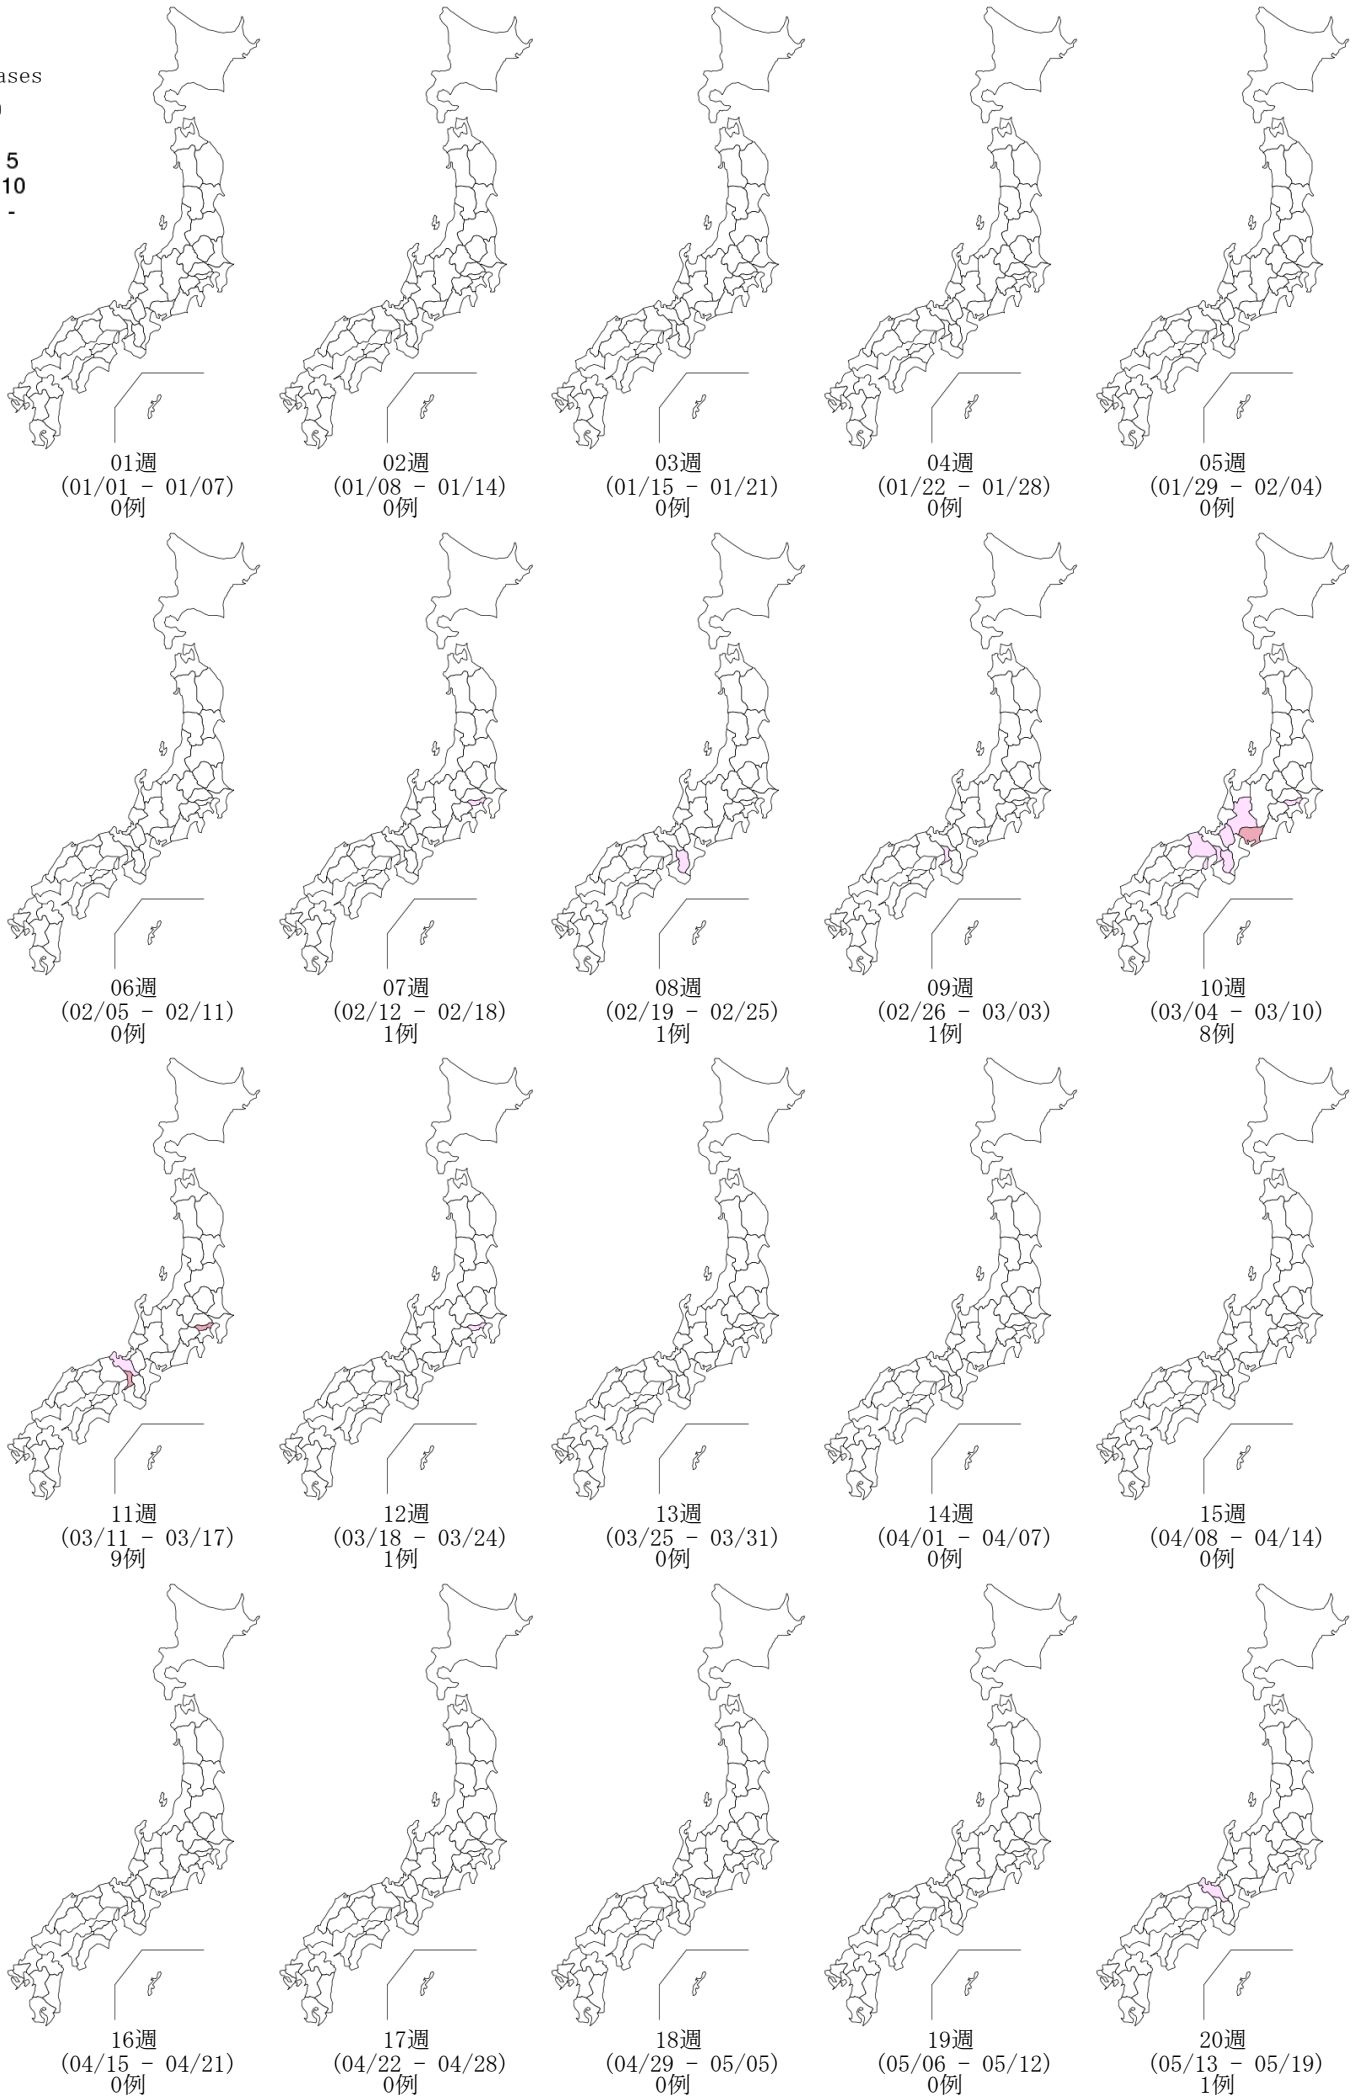 5
10
-
01週
(01/01 - 01/07)
0例
02週
(01/08 - 01/14)
0例
03週
(01/15 - 01/21)
0例
04週
(01/22 - 01/28)
0例
05週
(01/29 - 02/04)
0例
06週
(02/05 - 02/11)
0例
07週
(02/12 - 02/18)
1例
08週
(02/19 - 02/25)
1例
09週
(02/26 - 03/03)
1例
10週
(03/04 - 03/10)
8例
11週
(03/11 - 03/17)
9例
12週
(03/18 - 03/24)
1例
13週
(03/25 - 03/31)
0例
14週
(04/01 - 04/07)
0例
15週
(04/08 - 04/14)
0例
16週
(04/15 - 04/21)
0例
17週
(04/22 - 04/28)
0例
18週
(04/29 - 05/05)
0例
19週
(05/06 - 05/12)
0例
20週
(05/13 - 05/19)
1例